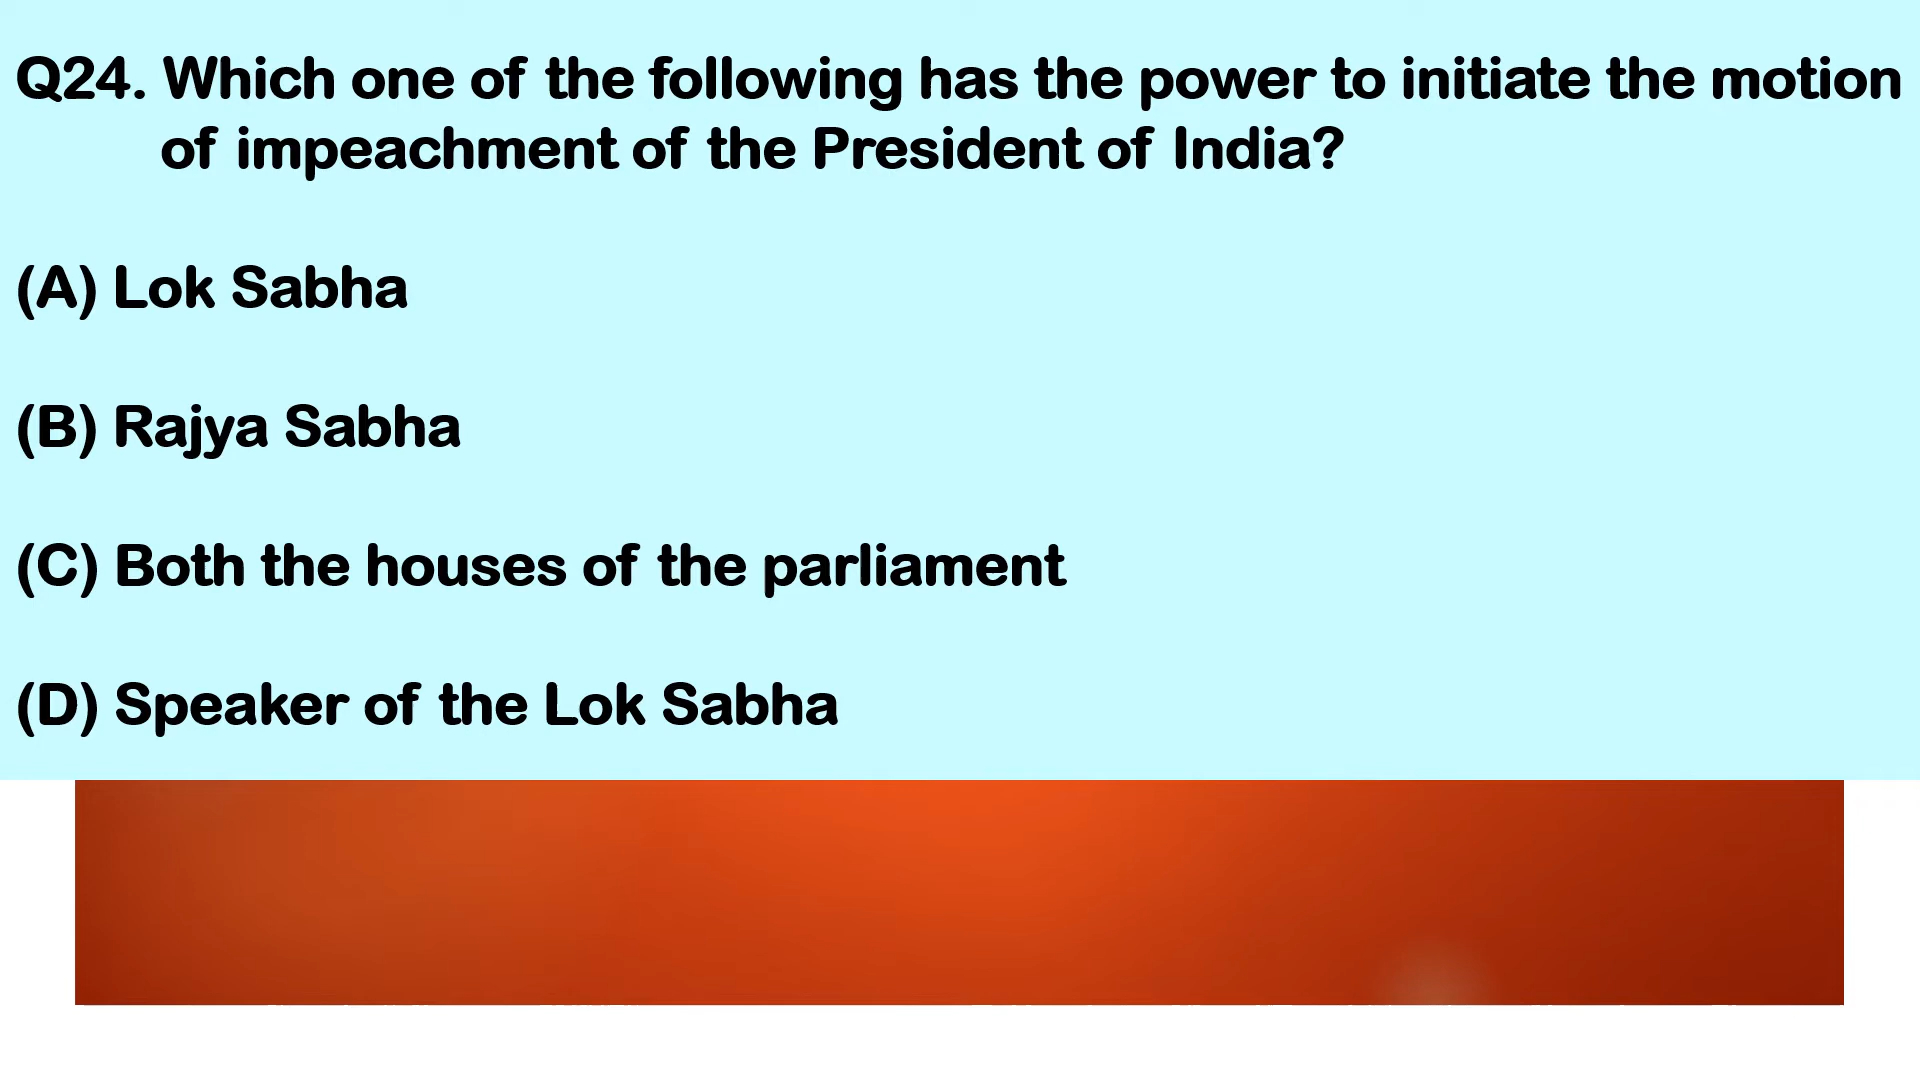 Q24. Which one of the following has the power to initiate the motion
of impeachment of the President of India?
(A) Lok Sabha
(B) Rajya Sabha
(C) Both the houses of the parliament
(D) Speaker of the Lok Sabha